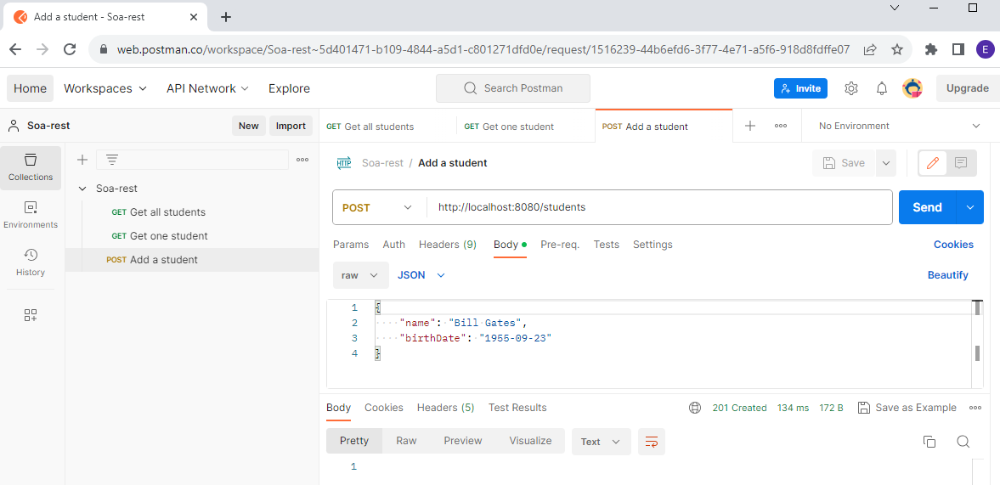 Add a student - Soa-rest
web.postman.co/workspace/Soa-rest~5d401471-b109-4844-a5d1-c801271dfd0e/request/1516239-44b6efd6-3f77-4e71-a5f6-918d8fdffe07
E
Home Workspaces API Network Explore Search Postman Invite Upgrade
Soa-rest New Import
GET Get all students GET Get one student POST Add a student No Environment
Collections
Environments
History
Soa-rest
GET Get all students
GET Get one student
POST Add a student
HTTP Soa-rest / Add a student Save
POST http://localhost:8080/students Send
Params Auth Headers (9) Body Pre-req. Tests Settings Cookies
raw JSON Beautify
1 {
2 "name": "Bill Gates",
3 "birthDate": "1955-09-23"
4 }
Body Cookies Headers (5) Test Results 201 Created 134 ms 172 B Save as Example
Pretty Raw Preview Visualize Text
1